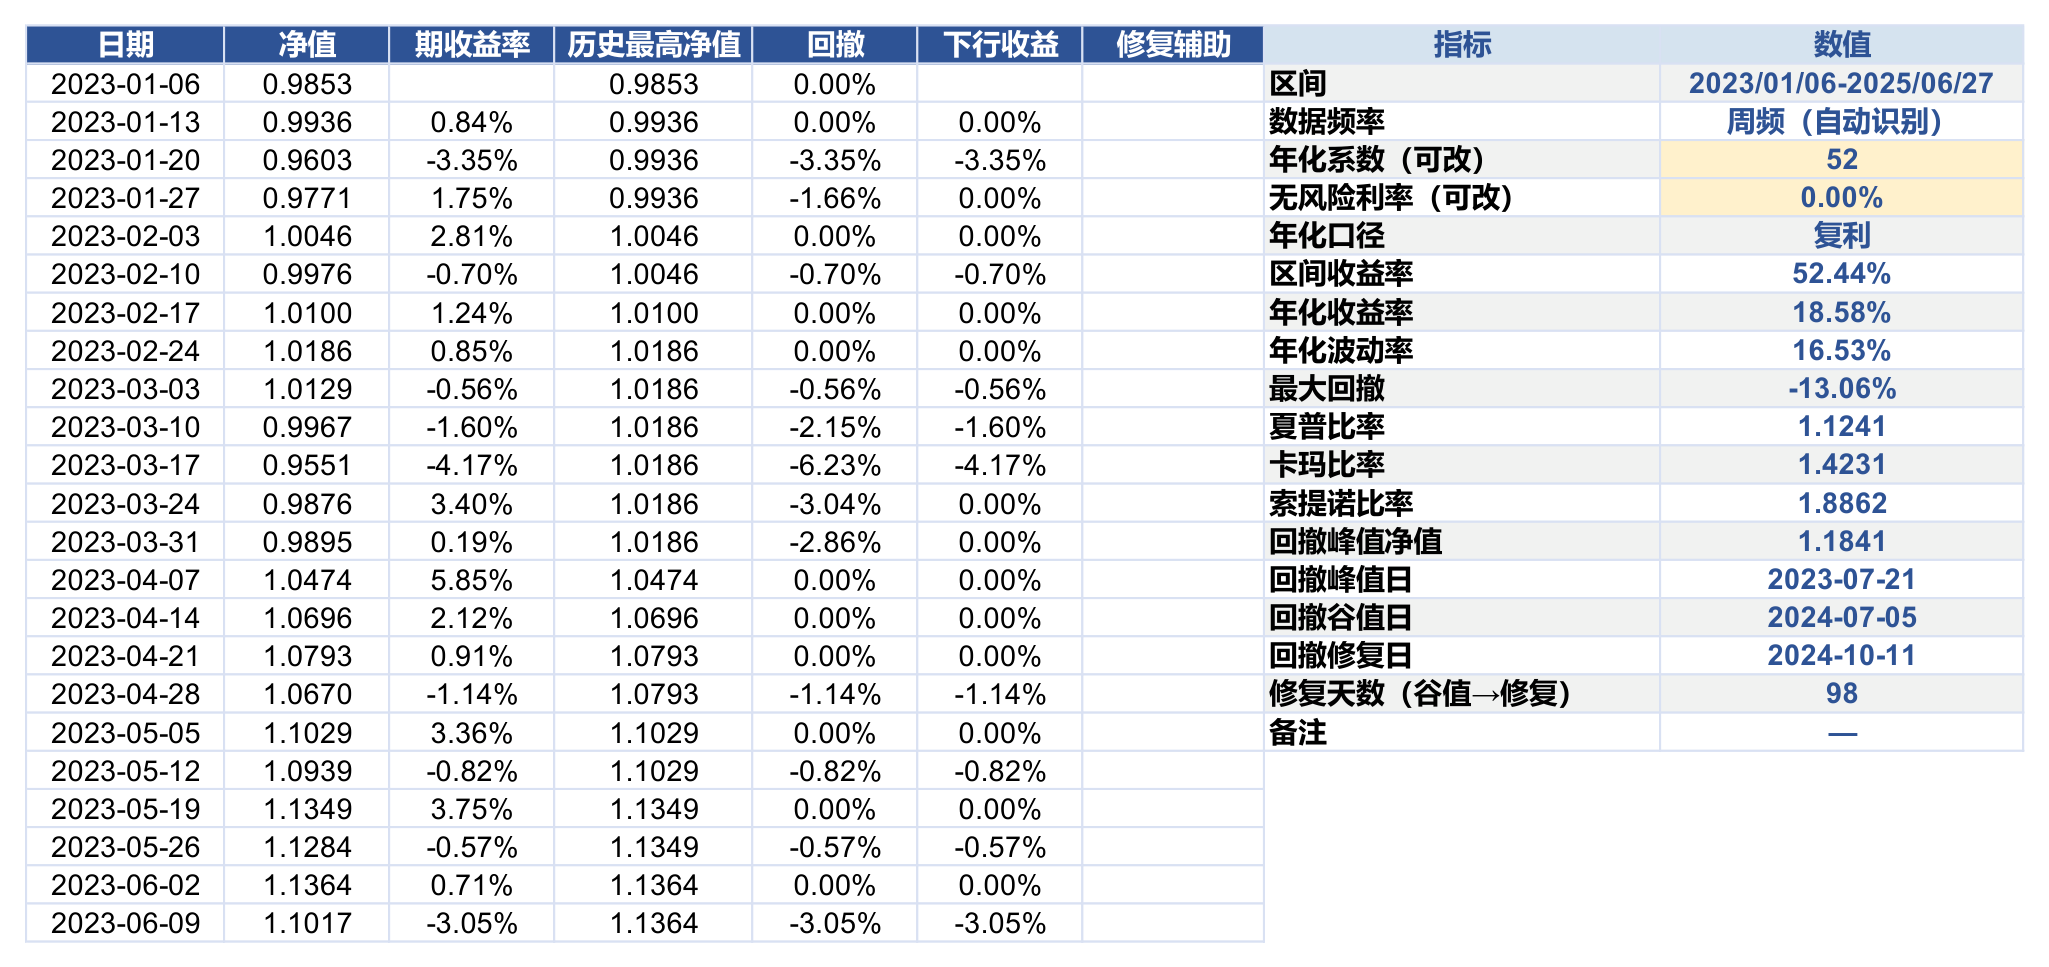 日期 净值 期收益率 历史最高净值 回撤 下行收益 修复辅助 指标 数值
2023-01-06 0.9853 0.9853 0.00% 区间 2023/01/06-2025/06/27
2023-01-13 0.9936 0.84% 0.9936 0.00% 0.00% 数据频率 周频（自动识别）
2023-01-20 0.9603 -3.35% 0.9936 -3.35% -3.35% 年化系数（可改） 52
2023-01-27 0.9771 1.75% 0.9936 -1.66% 0.00% 无风险利率（可改） 0.00%
2023-02-03 1.0046 2.81% 1.0046 0.00% 0.00% 年化口径 复利
2023-02-10 0.9976 -0.70% 1.0046 -0.70% -0.70% 区间收益率 52.44%
2023-02-17 1.0100 1.24% 1.0100 0.00% 0.00% 年化收益率 18.58%
2023-02-24 1.0186 0.85% 1.0186 0.00% 0.00% 年化波动率 16.53%
2023-03-03 1.0129 -0.56% 1.0186 -0.56% -0.56% 最大回撤 -13.06%
2023-03-10 0.9967 -1.60% 1.0186 -2.15% -1.60% 夏普比率 1.1241
2023-03-17 0.9551 -4.17% 1.0186 -6.23% -4.17% 卡玛比率 1.4231
2023-03-24 0.9876 3.40% 1.0186 -3.04% 0.00% 索提诺比率 1.8862
2023-03-31 0.9895 0.19% 1.0186 -2.86% 0.00% 回撤峰值净值 1.1841
2023-04-07 1.0474 5.85% 1.0474 0.00% 0.00% 回撤峰值日 2023-07-21
2023-04-14 1.0696 2.12% 1.0696 0.00% 0.00% 回撤谷值日 2024-07-05
2023-04-21 1.0793 0.91% 1.0793 0.00% 0.00% 回撤修复日 2024-10-11
2023-04-28 1.0670 -1.14% 1.0793 -1.14% -1.14% 修复天数（谷值→修复） 98
2023-05-05 1.1029 3.36% 1.1029 0.00% 0.00% 备注 —
2023-05-12 1.0939 -0.82% 1.1029 -0.82% -0.82%
2023-05-19 1.1349 3.75% 1.1349 0.00% 0.00%
2023-05-26 1.1284 -0.57% 1.1349 -0.57% -0.57%
2023-06-02 1.1364 0.71% 1.1364 0.00% 0.00%
2023-06-09 1.1017 -3.05% 1.1364 -3.05% -3.05%